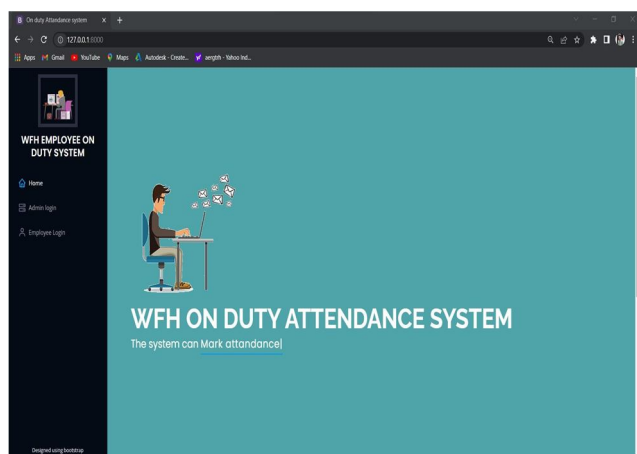 On duty Attandance system
127.0.0.1:8000
Apps Gmail YouTube Maps Autodesk - Create... aergtrh - Yahoo Ind...
WFH EMPLOYEE ON
DUTY SYSTEM
Home
Admin login
Employee Login
WFH ON DUTY ATTENDANCE SYSTEM
The system can Mark attandance|
Designed using bootstrap